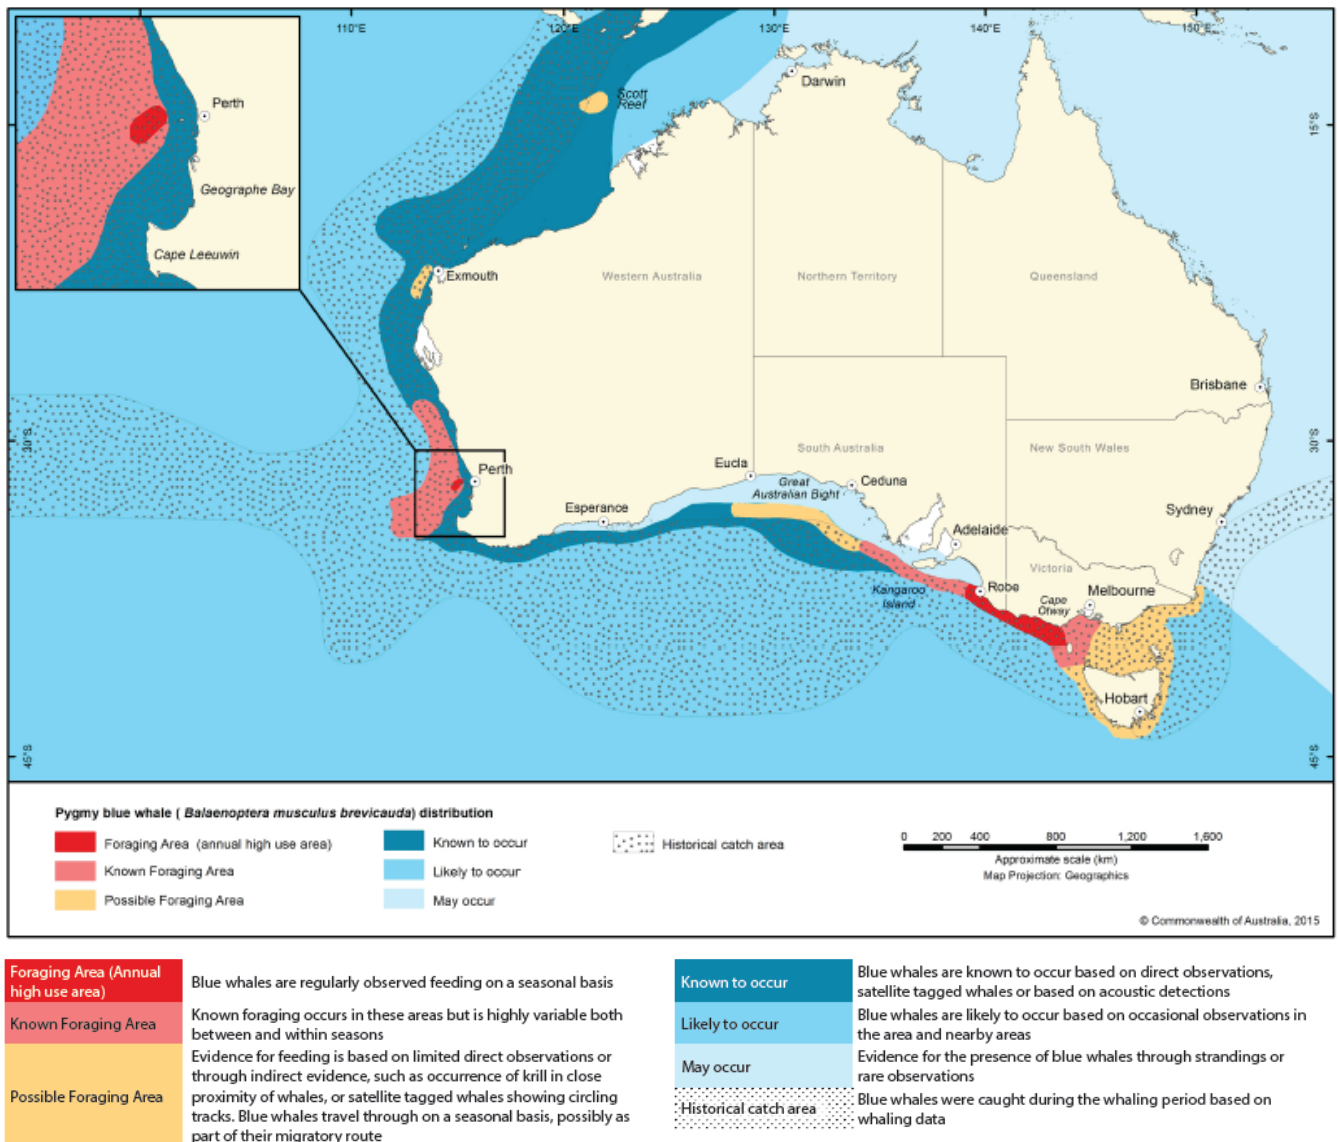 110°E
120°E
130°E
140°E
150°E
Perth
Geographe Bay
Cape Leeuwin
Scott
Reef
Darwin
15°S
Exmouth
Western Australia
Northern Territory
Queensland
Brisbane
30°S
30°S
South Australia
New South Wales
Perth
Eucla
Great
Australian Bight
Ceduna
Esperance
Sydney
Adelaide
Victoria
Kangaroo
Island
Robe
Cape
Otway
Melbourne
Hobart
45°S
45°S
Pygmy blue whale ( Balaenoptera musculus brevicauda) distribution
Foraging Area (annual high use area)
Known Foraging Area
Possible Foraging Area
Known to occur
Likely to occur
May occur
Historical catch area
0 200 400 800 1,200 1,600
Approximate scale (km)
Map Projection: Geographics
© Commonwealth of Australia, 2015
Foraging Area (Annual
high use area)
Blue whales are regularly observed feeding on a seasonal basis
Known Foraging Area
Known foraging occurs in these areas but is highly variable both
between and within seasons
Possible Foraging Area
Evidence for feeding is based on limited direct observations or
through indirect evidence, such as occurrence of krill in close
proximity of whales, or satellite tagged whales showing circling
tracks. Blue whales travel through on a seasonal basis, possibly as
part of their migratory route
Known to occur
Blue whales are known to occur based on direct observations,
satellite tagged whales or based on acoustic detections
Likely to occur
Blue whales are likely to occur based on occasional observations in
the area and nearby areas
May occur
Evidence for the presence of blue whales through strandings or
rare observations
Historical catch area
Blue whales were caught during the whaling period based on
whaling data